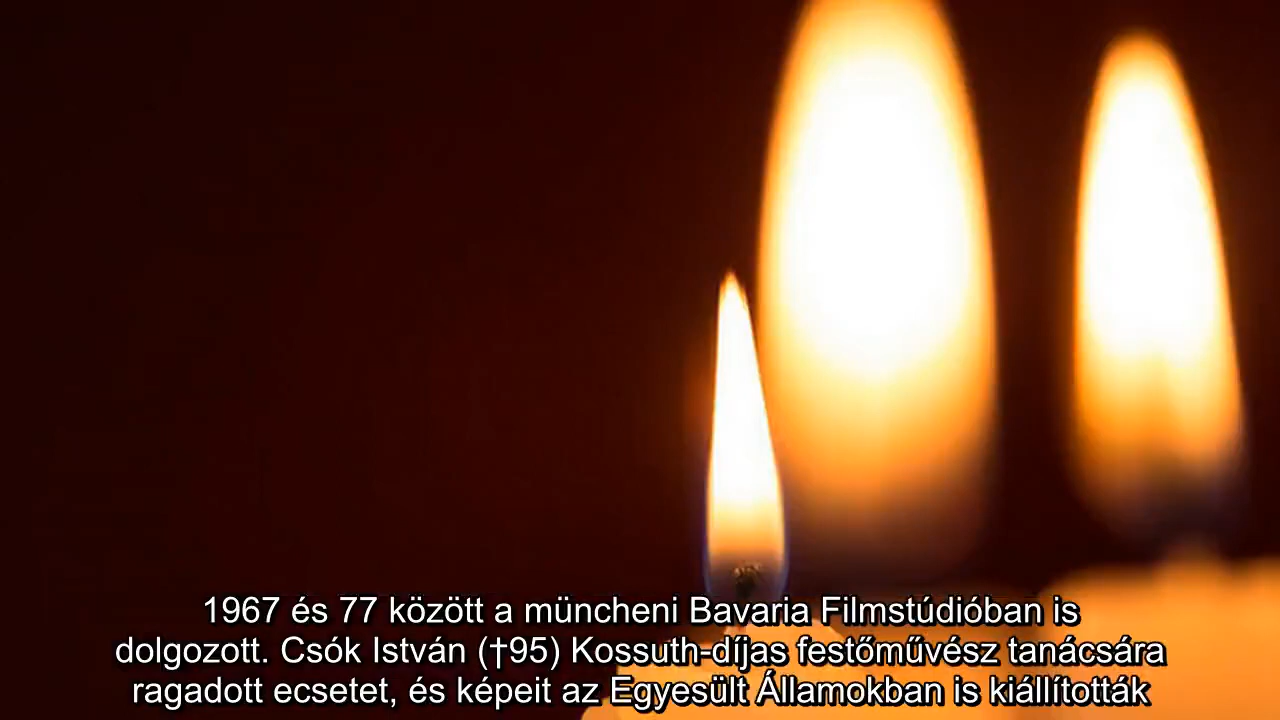 1967 és 77 között a müncheni Bavaria Filmstúdióban is
dolgozott. Csók István (†95) Kossuth-díjas festőművész tanácsára
ragadott ecsetet, és képeit az Egyesült Államokban is kiállították